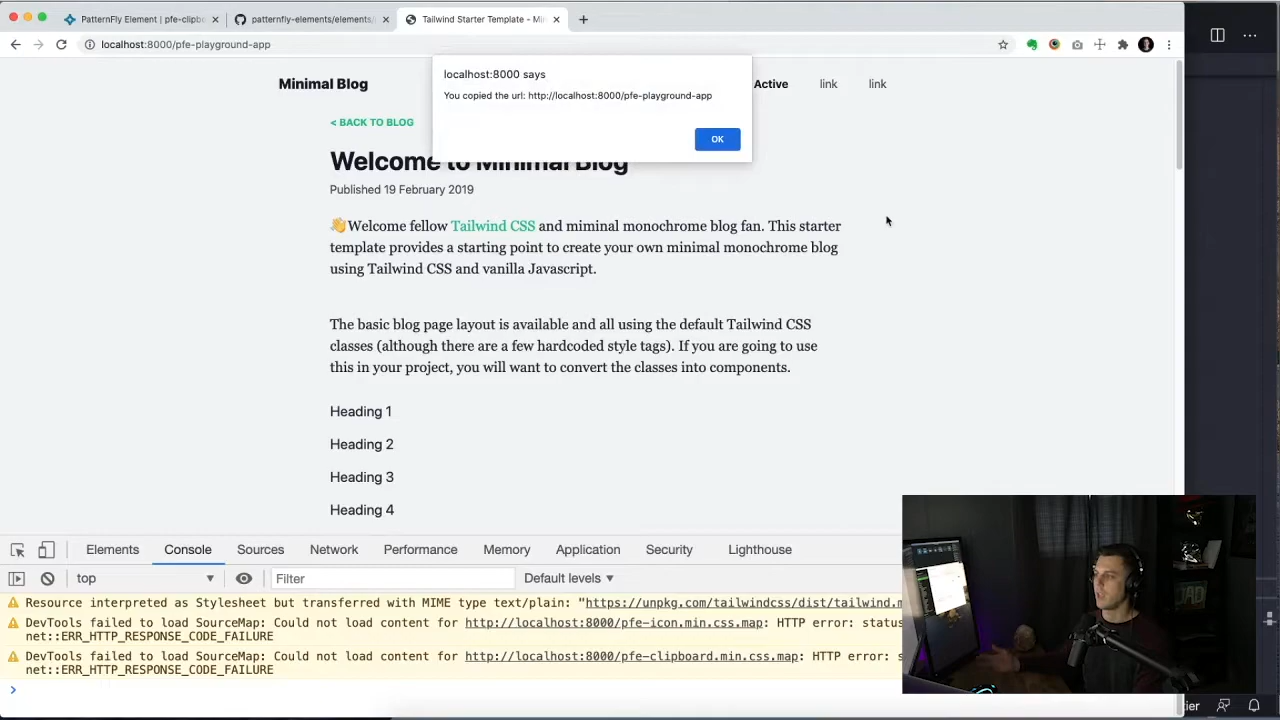 PatternFly Element | pfe-clipb
patternfly-elements/elements/
Tailwind Starter Template - Mi
localhost:8000/pfe-playground-app
Minimal Blog
Active
link
link
localhost:8000 says
You copied the url: http://localhost:8000/pfe-playground-app
OK
< BACK TO BLOG
Welcome to Minimal Blog
Published 19 February 2019
👋Welcome fellow Tailwind CSS and miminal monochrome blog fan. This starter
template provides a starting point to create your own minimal monochrome blog
using Tailwind CSS and vanilla Javascript.
The basic blog page layout is available and all using the default Tailwind CSS
classes (although there are a few hardcoded style tags). If you are going to use
this in your project, you will want to convert the classes into components.
Heading 1
Heading 2
Heading 3
Heading 4
Elements
Console
Sources
Network
Performance
Memory
Application
Security
Lighthouse
top
Filter
Default levels
Resource interpreted as Stylesheet but transferred with MIME type text/plain: "https://unpkg.com/tailwindcss/dist/tailwind.m
DevTools failed to load SourceMap: Could not load content for http://localhost:8000/pfe-icon.min.css.map: HTTP error: status
net::ERR_HTTP_RESPONSE_CODE_FAILURE
DevTools failed to load SourceMap: Could not load content for http://localhost:8000/pfe-clipboard.min.css.map: HTTP error: s
net::ERR_HTTP_RESPONSE_CODE_FAILURE
tier